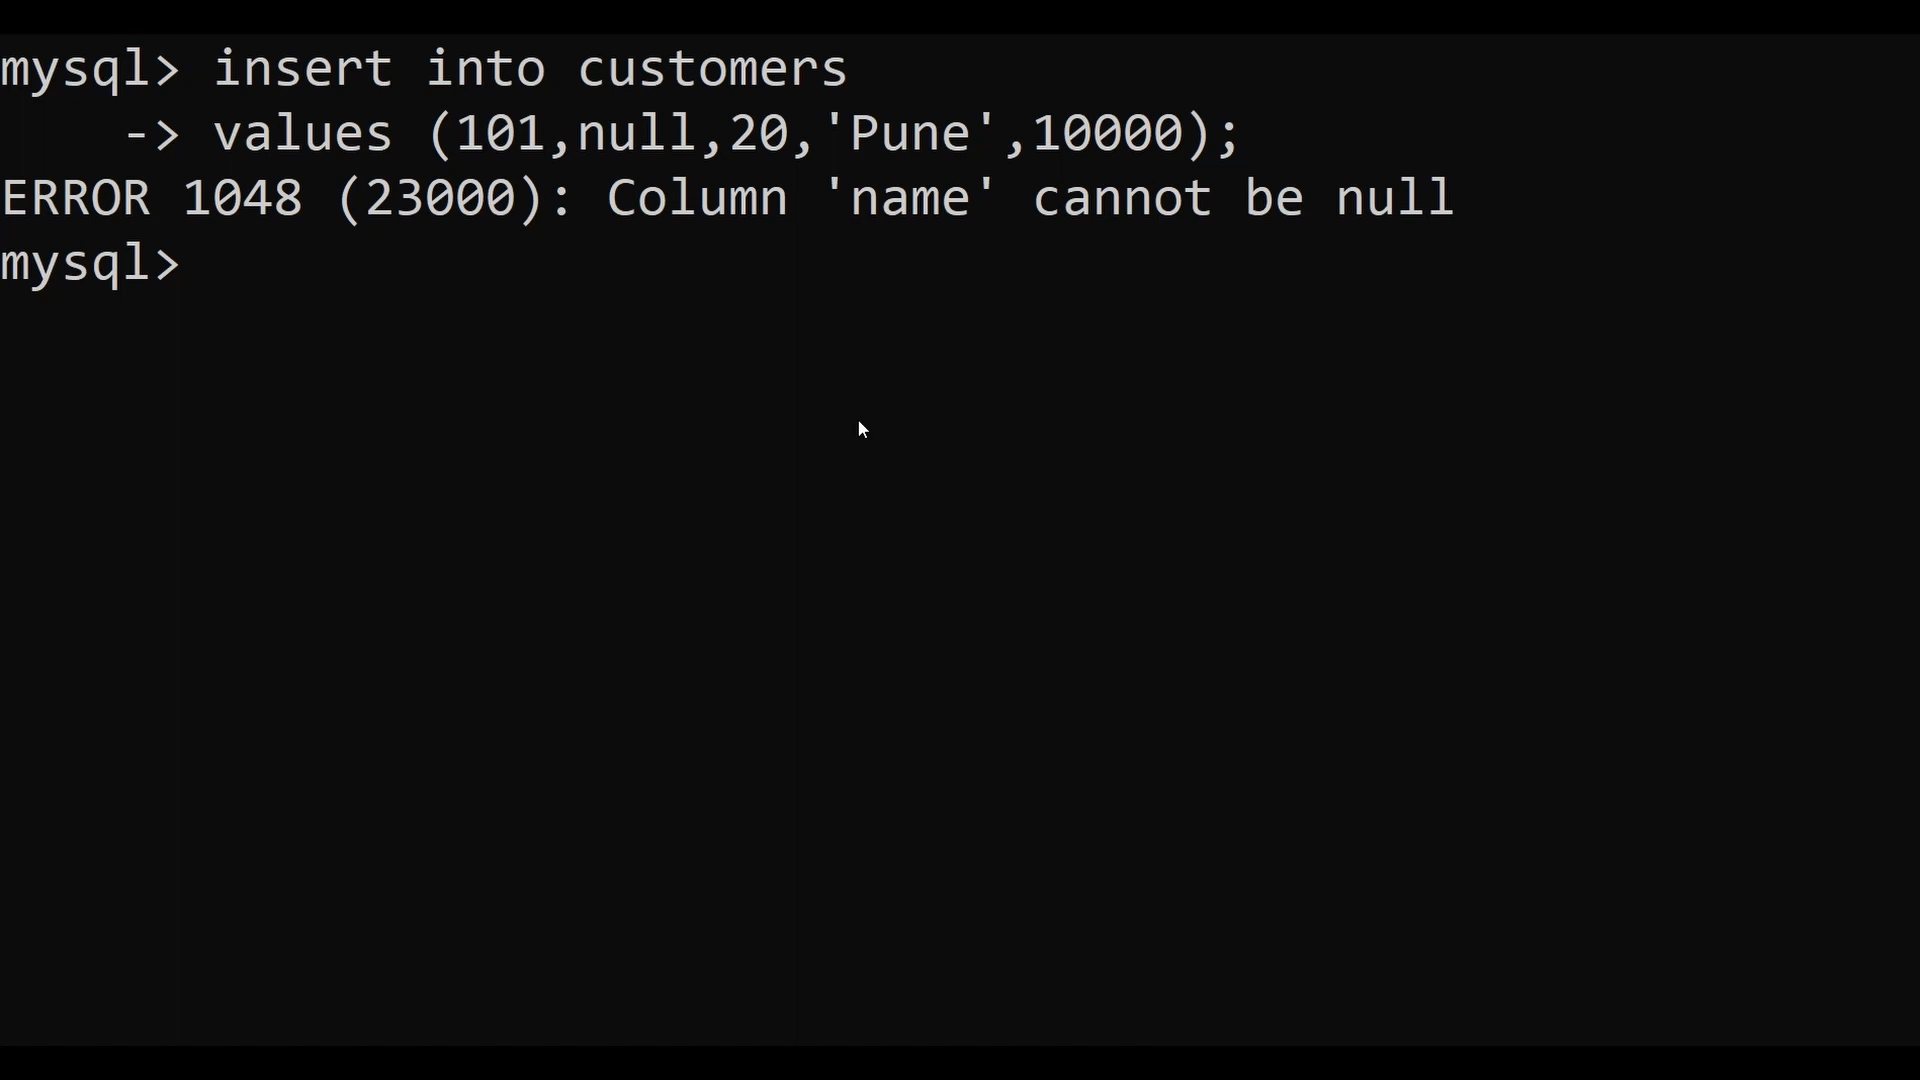 mysql> insert into customers
    -> values (101,null,20,'Pune',10000);
ERROR 1048 (23000): Column 'name' cannot be null
mysql>